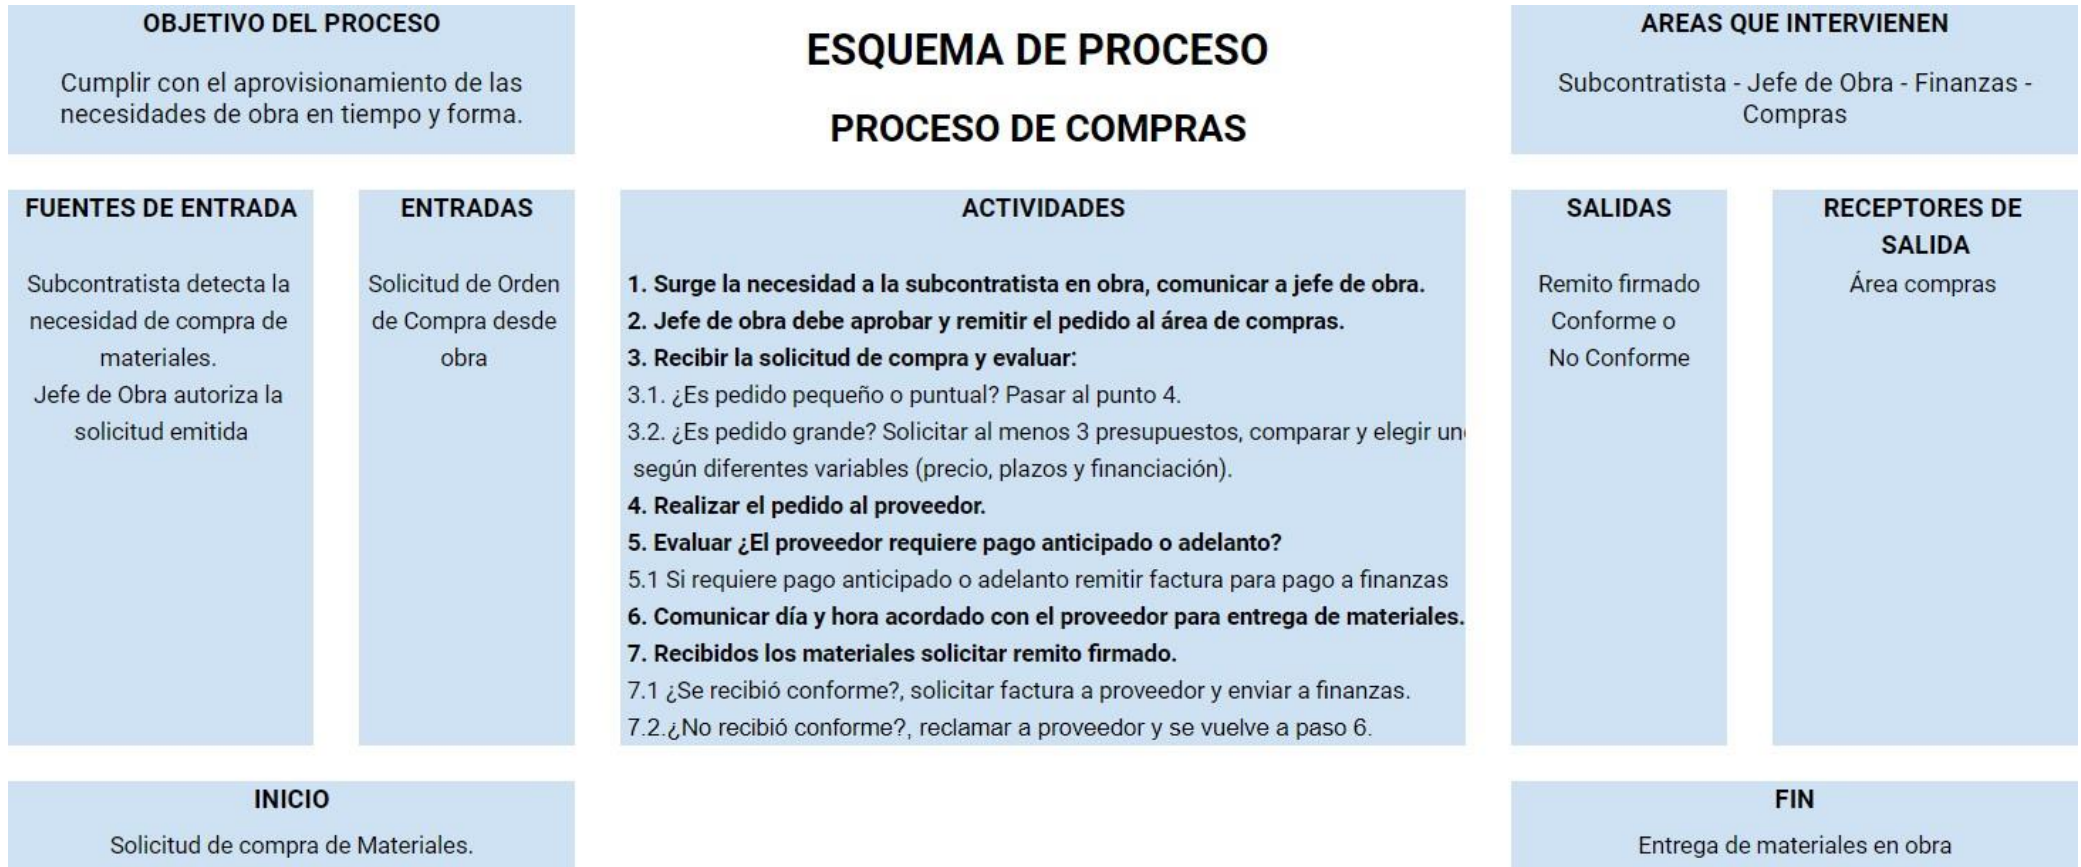 OBJETIVO DEL PROCESO
Cumplir con el aprovisionamiento de las
necesidades de obra en tiempo y forma.
ESQUEMA DE PROCESO
PROCESO DE COMPRAS
AREAS QUE INTERVIENEN
Subcontratista - Jefe de Obra - Finanzas -
Compras
FUENTES DE ENTRADA
Subcontratista detecta la
necesidad de compra de
materiales.
Jefe de Obra autoriza la
solicitud emitida
ENTRADAS
Solicitud de Orden
de Compra desde
obra
ACTIVIDADES
1. Surge la necesidad a la subcontratista en obra, comunicar a jefe de obra.
2. Jefe de obra debe aprobar y remitir el pedido al área de compras.
3. Recibir la solicitud de compra y evaluar:
3.1. ¿Es pedido pequeño o puntual? Pasar al punto 4.
3.2. ¿Es pedido grande? Solicitar al menos 3 presupuestos, comparar y elegir un
según diferentes variables (precio, plazos y financiación).
4. Realizar el pedido al proveedor.
5. Evaluar ¿El proveedor requiere pago anticipado o adelanto?
5.1 Si requiere pago anticipado o adelanto remitir factura para pago a finanzas
6. Comunicar día y hora acordado con el proveedor para entrega de materiales.
7. Recibidos los materiales solicitar remito firmado.
7.1 ¿Se recibió conforme?, solicitar factura a proveedor y enviar a finanzas.
7.2.¿No recibió conforme?, reclamar a proveedor y se vuelve a paso 6.
SALIDAS
Remito firmado
Conforme o
No Conforme
RECEPTORES DE
SALIDA
Área compras
INICIO
Solicitud de compra de Materiales.
FIN
Entrega de materiales en obra